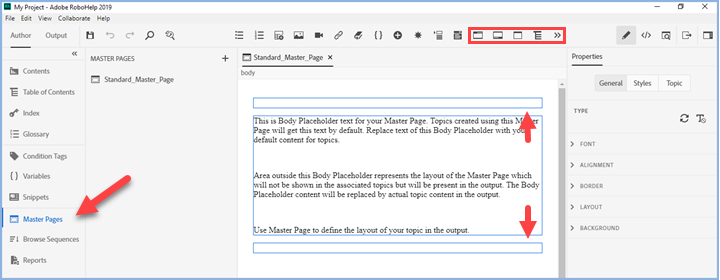 My Project - Adobe RoboHelp 2019
File Edit View Collaborate Help
Author Output
Contents
Table of Contents
Index
Glossary
Condition Tags
Variables
Snippets
Master Pages
Browse Sequences
Reports
MASTER PAGES
Standard_Master_Page
Standard_Master_Page
body
This is Body Placeholder text for your Master Page. Topics created using this Master
Page will get this text by default. Replace text of this Body Placeholder with your
default content for topics.
Area outside this Body Placeholder represents the layout of the Master Page which
will not be shown in the associated topics but will be present in the output. The Body
Placeholder content will be replaced by actual topic content in the output.
Use Master Page to define the layout of your topic in the output.
Properties
General Styles Topic
TYPE
FONT
ALIGNMENT
BORDER
LAYOUT
BACKGROUND